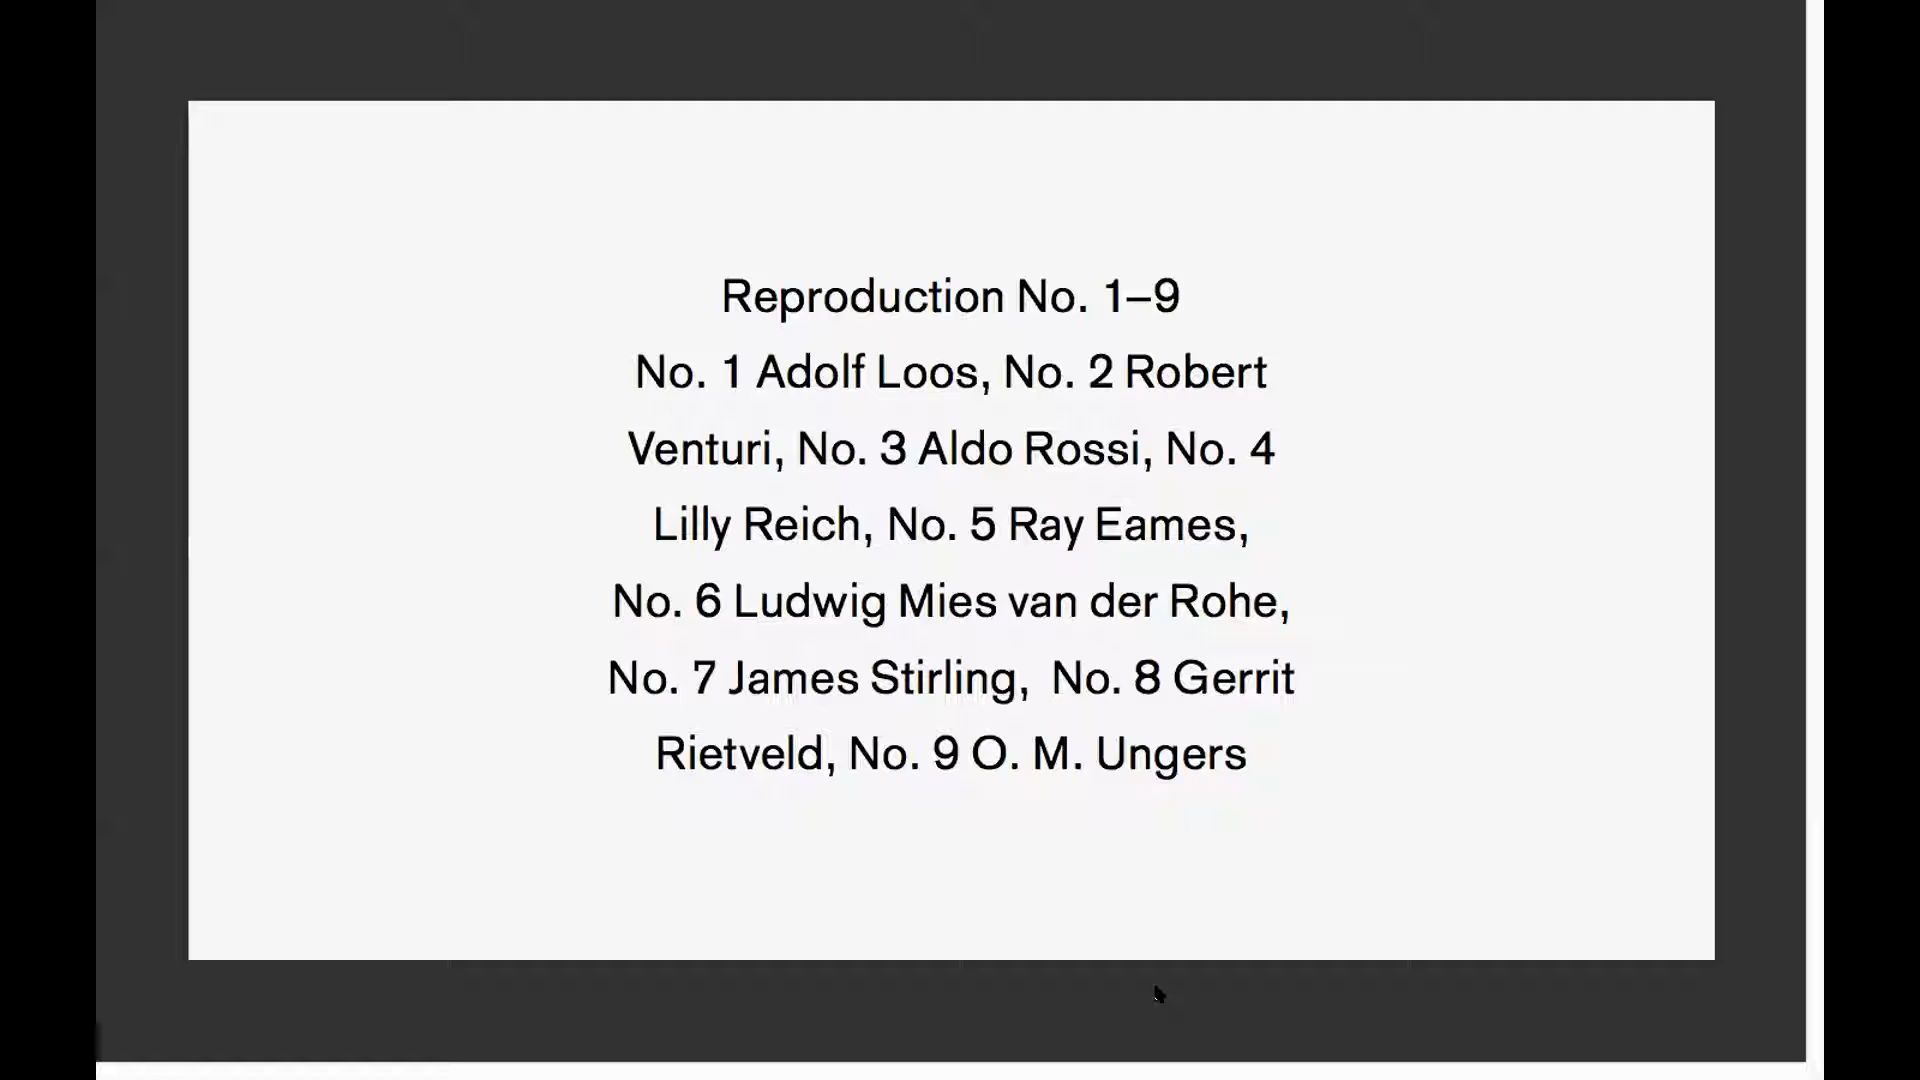 Reproduction No. 1–9
No. 1 Adolf Loos, No. 2 Robert
Venturi, No. 3 Aldo Rossi, No. 4
Lilly Reich, No. 5 Ray Eames,
No. 6 Ludwig Mies van der Rohe,
No. 7 James Stirling,  No. 8 Gerrit
Rietveld, No. 9 O. M. Ungers